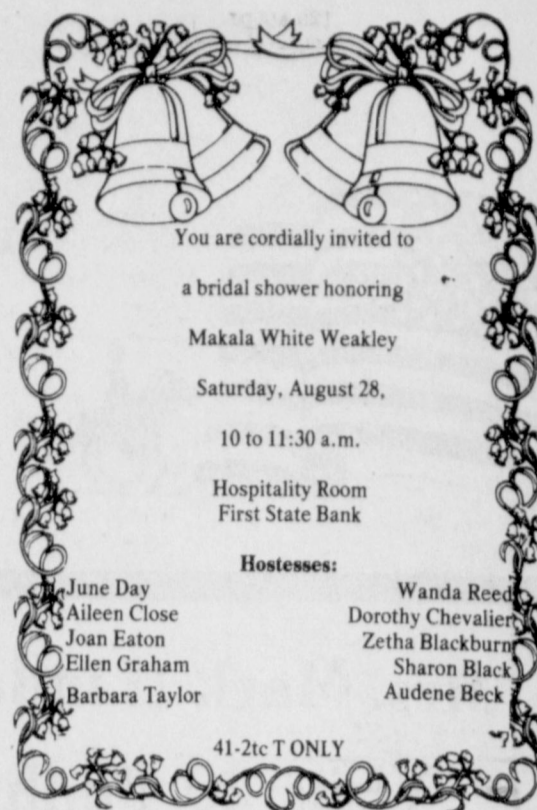 You are cordially invited to
a bridal shower honoring
Makala White Weakley
Saturday, August 28,
10 to 11:30 a.m.
Hospitality Room
First State Bank
Hostesses:
June Day
Aileen Close
Joan Eaton
Ellen Graham
Barbara Taylor
Wanda Reed
Dorothy Chevalier
Zetha Blackburn
Sharon Black
Audene Beck
41-2tc T ONLY